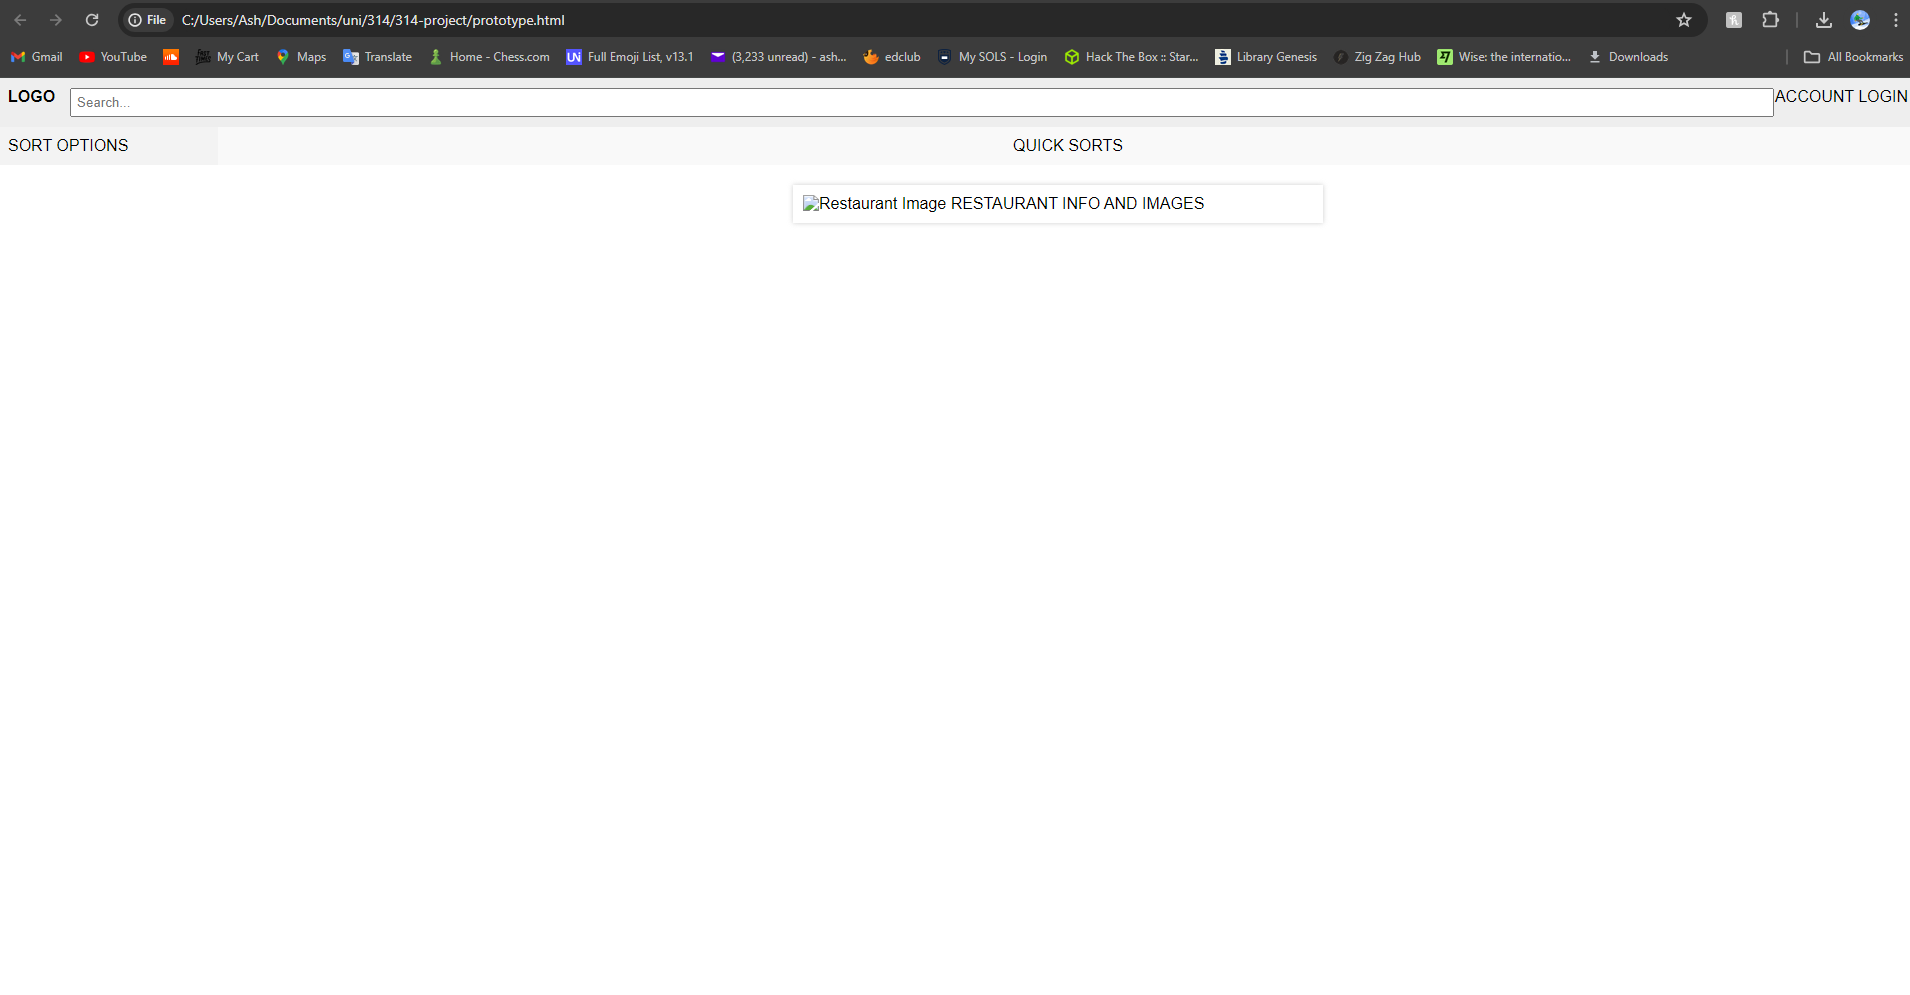 File C:/Users/Ash/Documents/uni/314/314-project/prototype.html
Gmail YouTube My Cart Maps Translate Home - Chess.com UN Full Emoji List, v13.1 (3,233 unread) - ash... edclub My SOLS - Login Hack The Box :: Star... Library Genesis Zig Zag Hub Wise: the internatio... Downloads All Bookmarks
LOGO Search... ACCOUNT LOGIN
SORT OPTIONS QUICK SORTS
Restaurant Image RESTAURANT INFO AND IMAGES